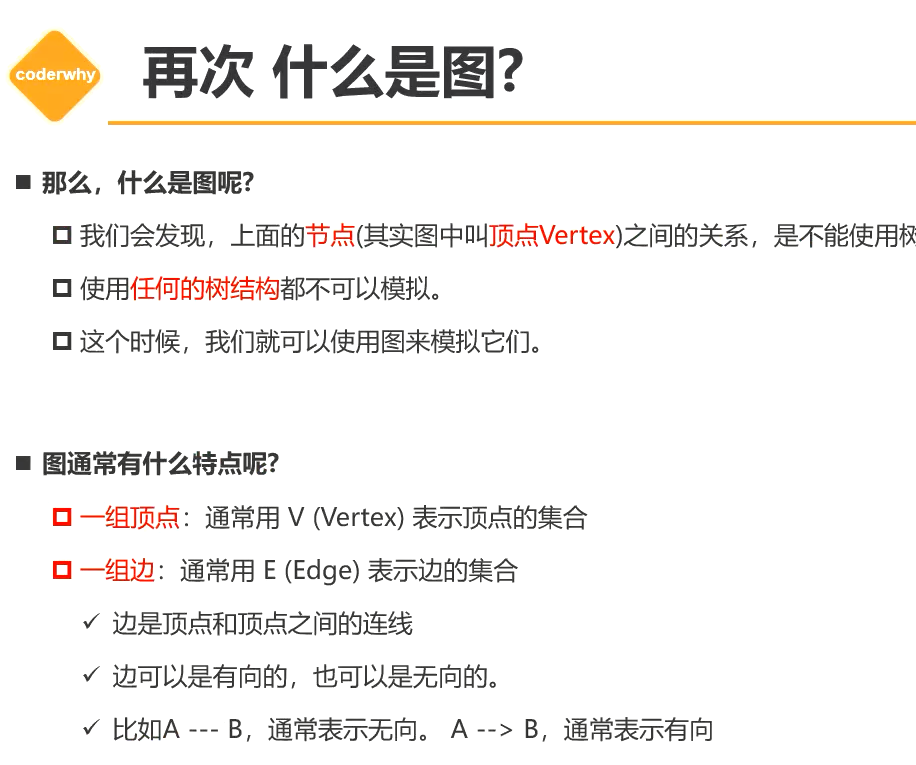 coderwhy
再次 什么是图?
■ 那么，什么是图呢?
我们会发现，上面的节点(其实图中叫顶点Vertex)之间的关系，是不能使用树
使用任何的树结构都不可以模拟。
这个时候，我们就可以使用图来模拟它们。
■ 图通常有什么特点呢?
一组顶点：通常用 V (Vertex) 表示顶点的集合
一组边：通常用 E (Edge) 表示边的集合
✓ 边是顶点和顶点之间的连线
✓ 边可以是有向的，也可以是无向的。
✓ 比如A --- B，通常表示无向。 A --> B，通常表示有向